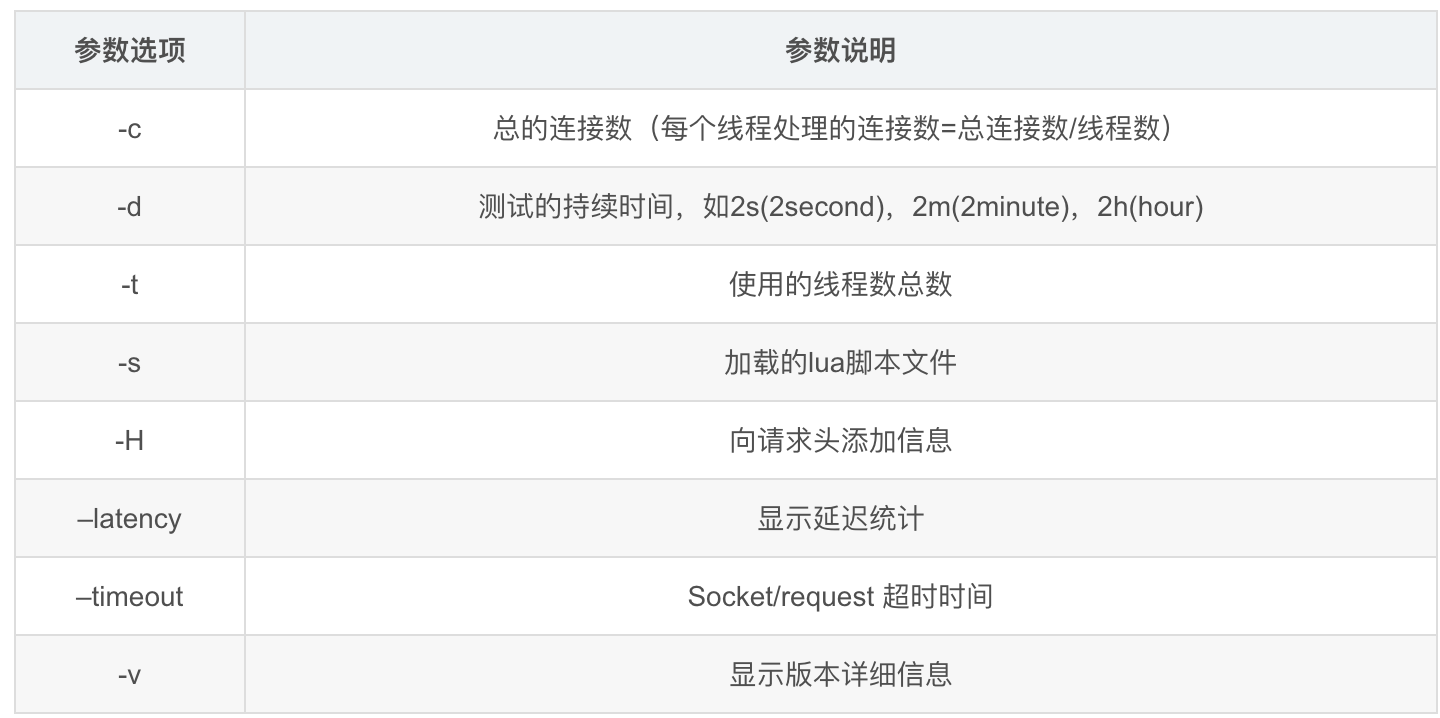 参数选项 参数说明
-c 总的连接数（每个线程处理的连接数=总连接数/线程数）
-d 测试的持续时间，如2s(2second)，2m(2minute)，2h(hour)
-t 使用的线程数总数
-s 加载的lua脚本文件
-H 向请求头添加信息
–latency 显示延迟统计
–timeout Socket/request 超时时间
-v 显示版本详细信息